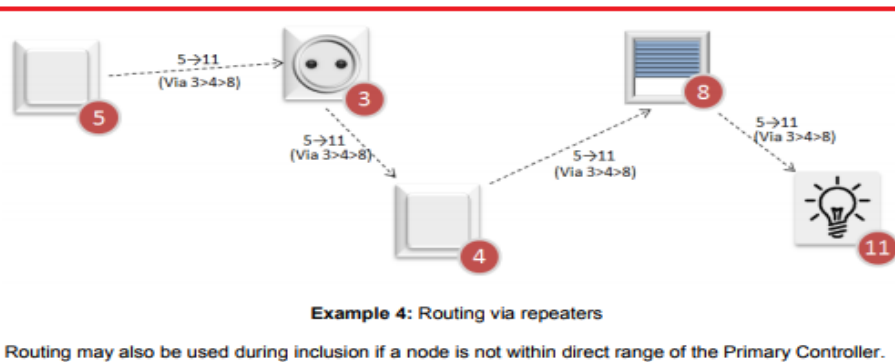 5→11
(Via 3>4>8)
5
3
5→11
(Via 3>4>8)
4
5→11
(Via 3>4>8)
8
5→11
(Via 3>4>8)
11
Example 4: Routing via repeaters
Routing may also be used during inclusion if a node is not within direct range of the Primary Controller.